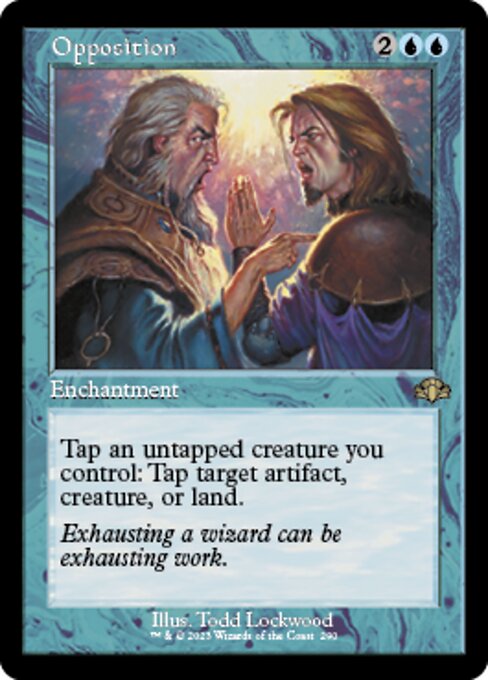 Opposition 2
Enchantment
Tap an untapped creature you
control: Tap target artifact,
creature, or land.
Exhausting a wizard can be
exhausting work.
Illus. Todd Lockwood
™ & © 2023 Wizards of the Coast 290